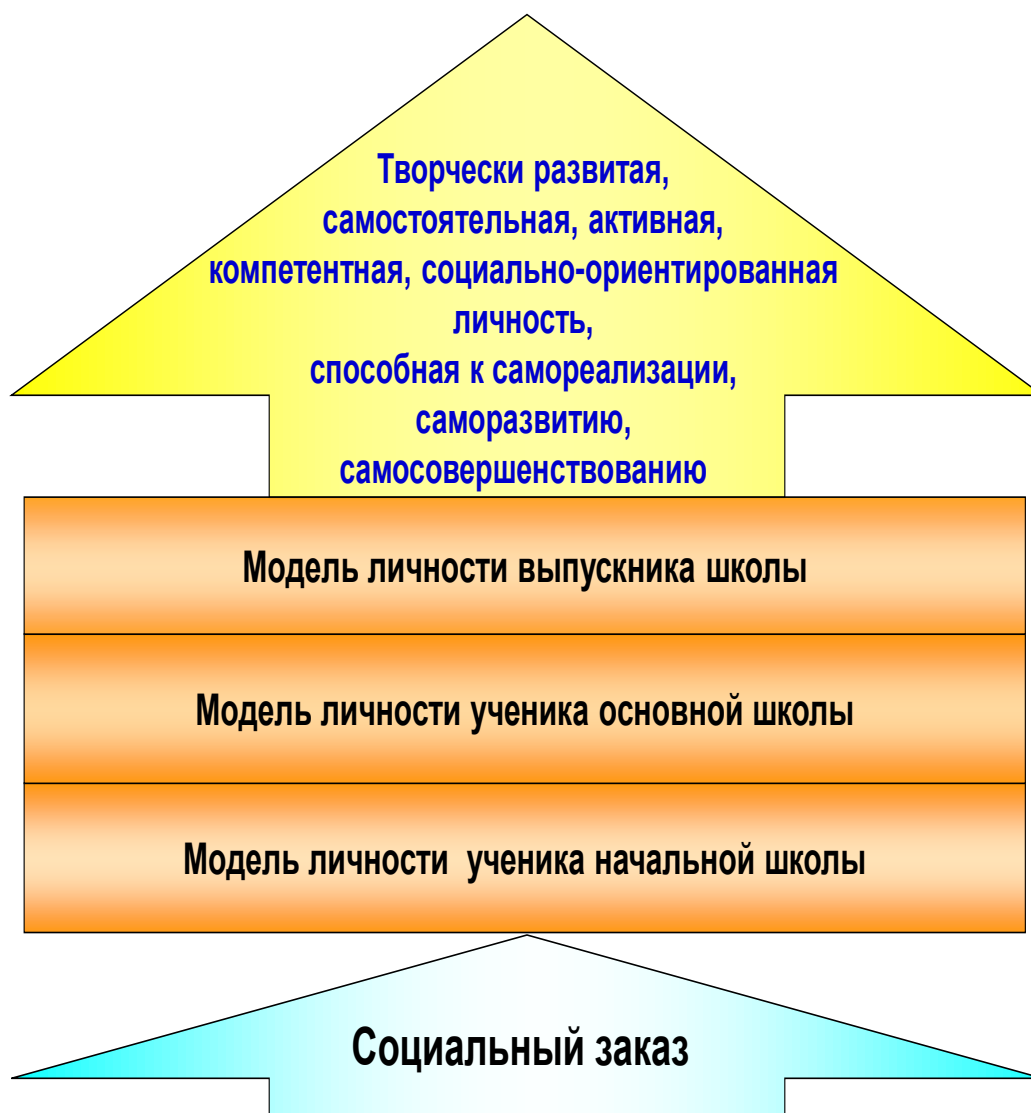 Творчески развитая,
самостоятельная, активная,
компетентная, социально-ориентированная
личность,
способная к самореализации,
саморазвитию,
самосовершенствованию
Модель личности выпускника школы
Модель личности ученика основной школы
Модель личности  ученика начальной школы
Социальный заказ